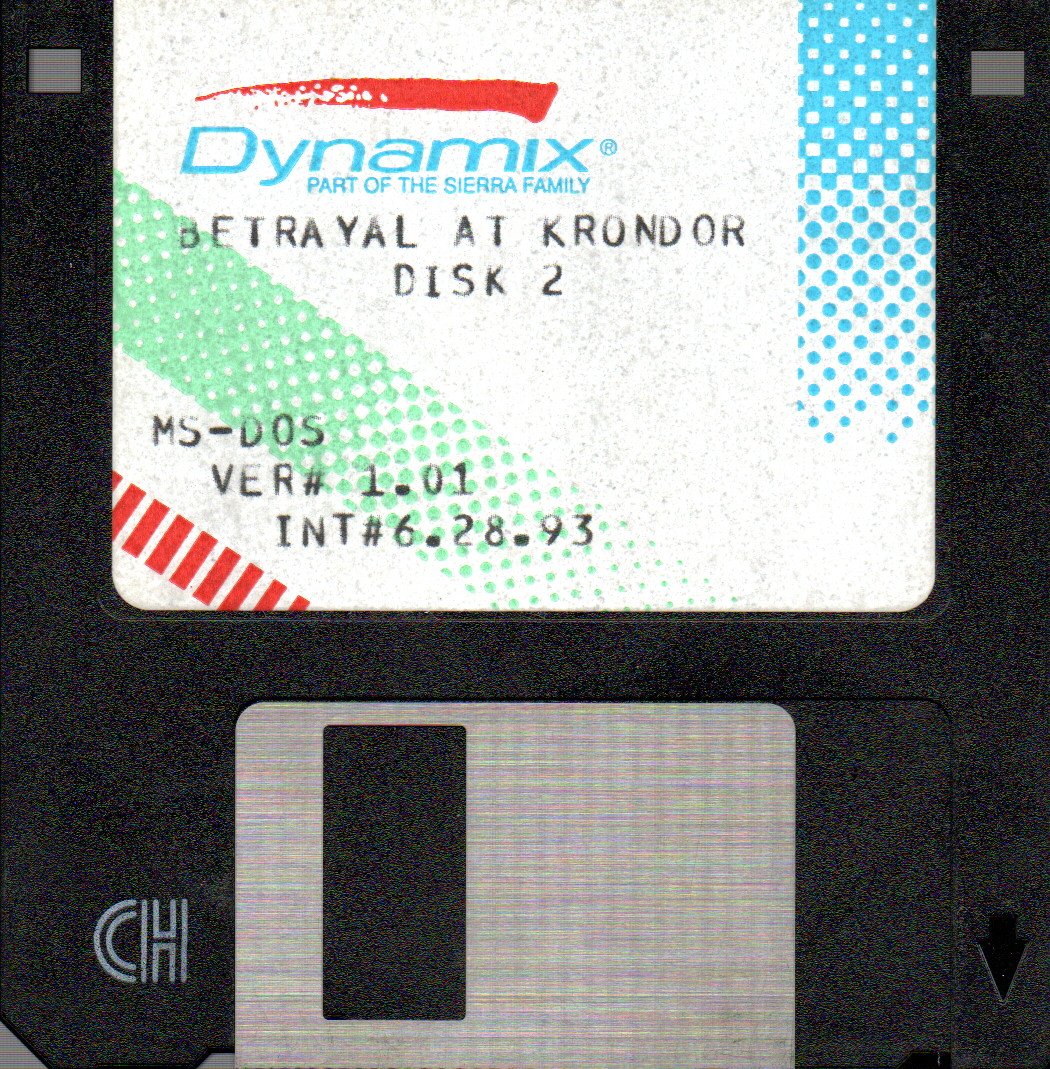 Dynamix®
PART OF THE SIERRA FAMILY
BETRAYAL AT KRONDOR
DISK 2
MS-DOS
VER# 1.01
INT#6.28.93
CH